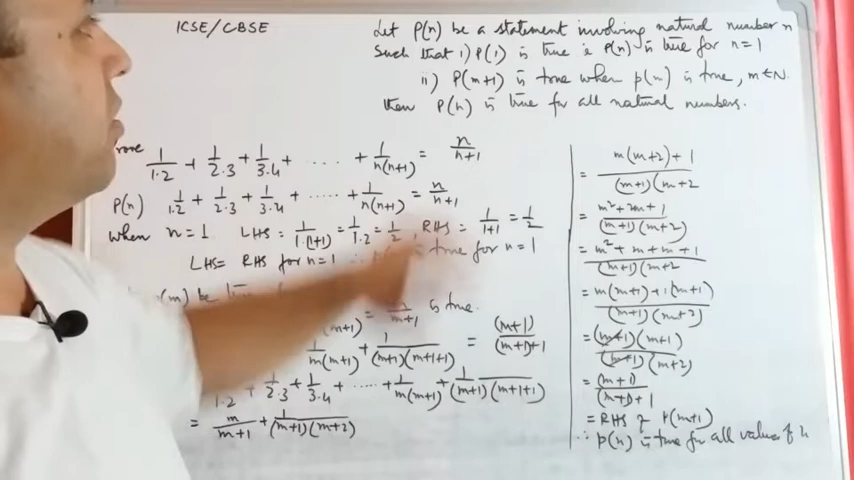 ICSE/CBSE
Let P(n) be a statement involving natural number n
Such that i) P(1) is true ie P(n) is true for n = 1
ii) P(m+1) is true when P(m) is true, m ∈ N.
then P(n) is true for all natural numbers.
rove 1/1.2 + 1/2.3 + 1/3.4 + ..... + 1/n(n+1) = n/n+1
P(n) 1/1.2 + 1/2.3 + 1/3.4 + ..... + 1/n(n+1) = n/n+1
When n = 1 LHS = 1/1.(1+1) = 1/1.2 = 1/2, RHS = 1/1+1 = 1/2
LHS = RHS for n = 1 ∴ true for n = 1
(m) be
(m+1) = m+1 is true.
1/m(m+1) + 1/(m+1)(m+1+1) = (m+1)/(m+1)+1
1.2 + 1/2.3 + 1/3.4 + ..... + 1/m(m+1) + 1/(m+1)(m+1+1)
= m/m+1 + 1/(m+1)(m+2)
= m(m+2)+1/(m+1)(m+2
= m²+2m+1/(m+1)(m+2)
= m²+m+m+1/(m+1)(m+2
= m(m+1)+1(m+1)/(m+1)(m+2)
= (m+1)(m+1)/(m+1)(m+2)
= (m+1)/(m+1)+1
= RHS of P(m+1)
∴ P(n) is true for all values of n